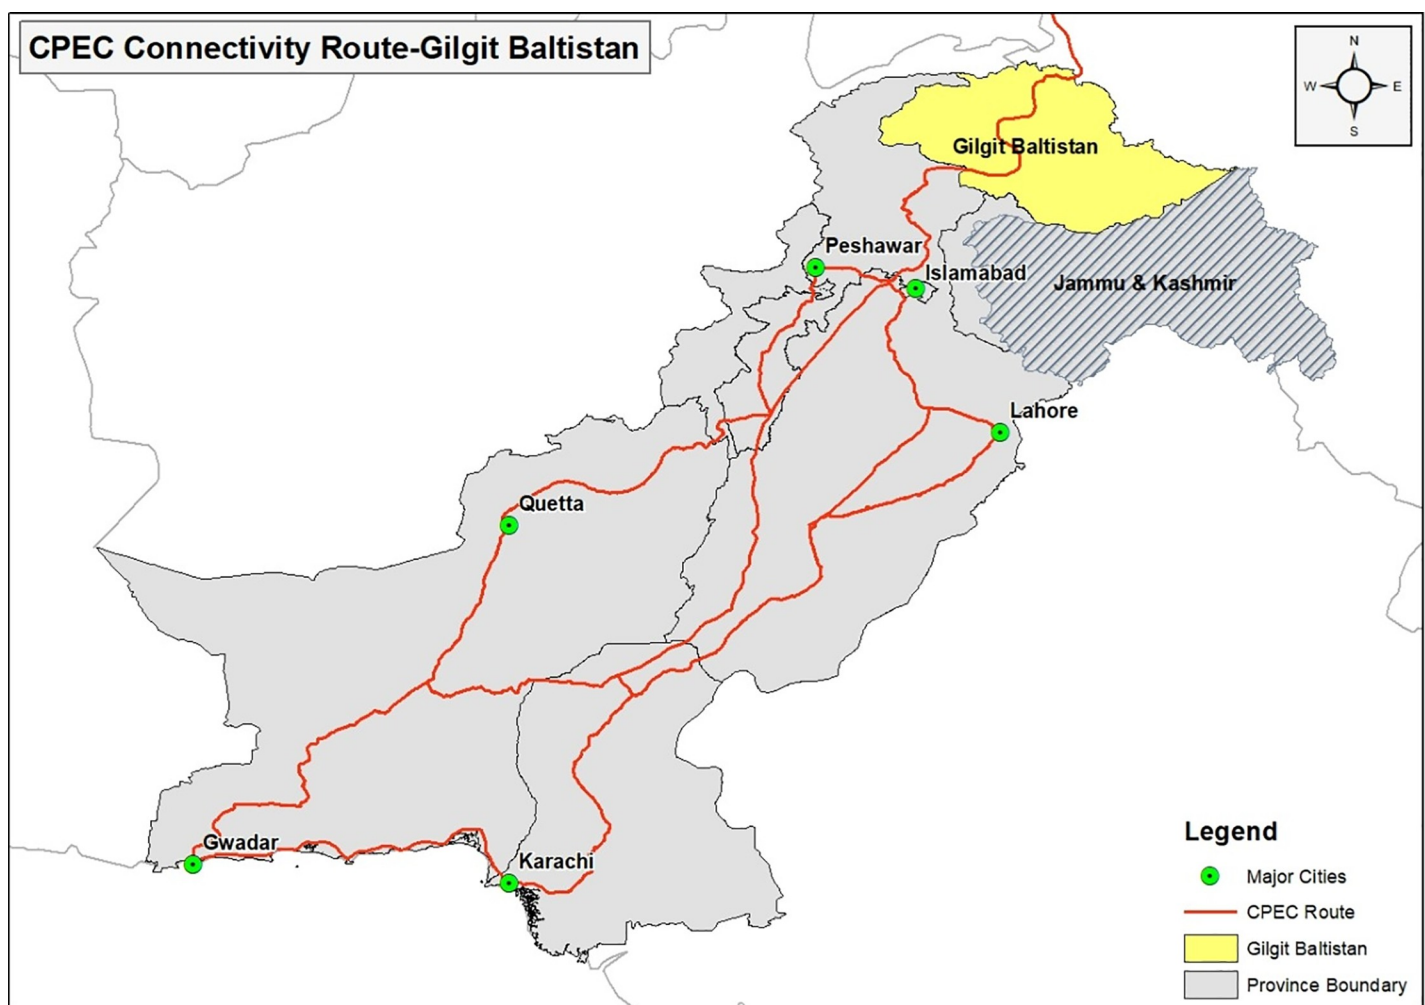 CPEC Connectivity Route-Gilgit Baltistan
N
W E
S
Gilgit Baltistan
Peshawar
Islamabad
Jammu & Kashmir
Lahore
Quetta
Gwadar
Karachi
Legend
Major Cities
CPEC Route
Gilgit Baltistan
Province Boundary